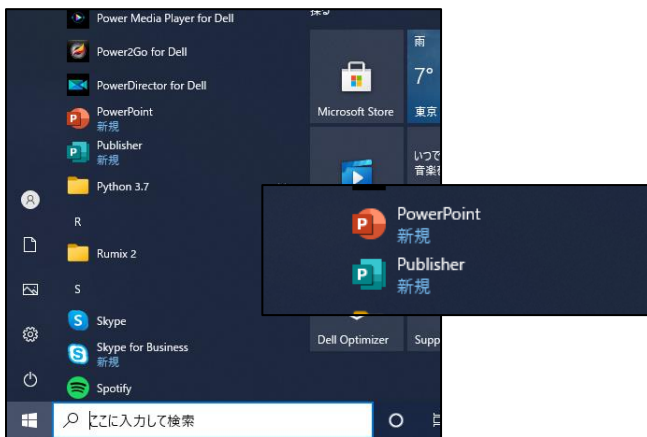 Power Media Player for Dell
Power2Go for Dell
PowerDirector for Dell
PowerPoint
新規
Publisher
新規
Python 3.7
R
Rumix 2
S
Skype
Skype for Business
新規
Spotify
ここに入力して検索
Microsoft Store
雨
7°
東京
いつで
音楽を
PowerPoint
新規
Publisher
新規
Dell Optimizer
Supp